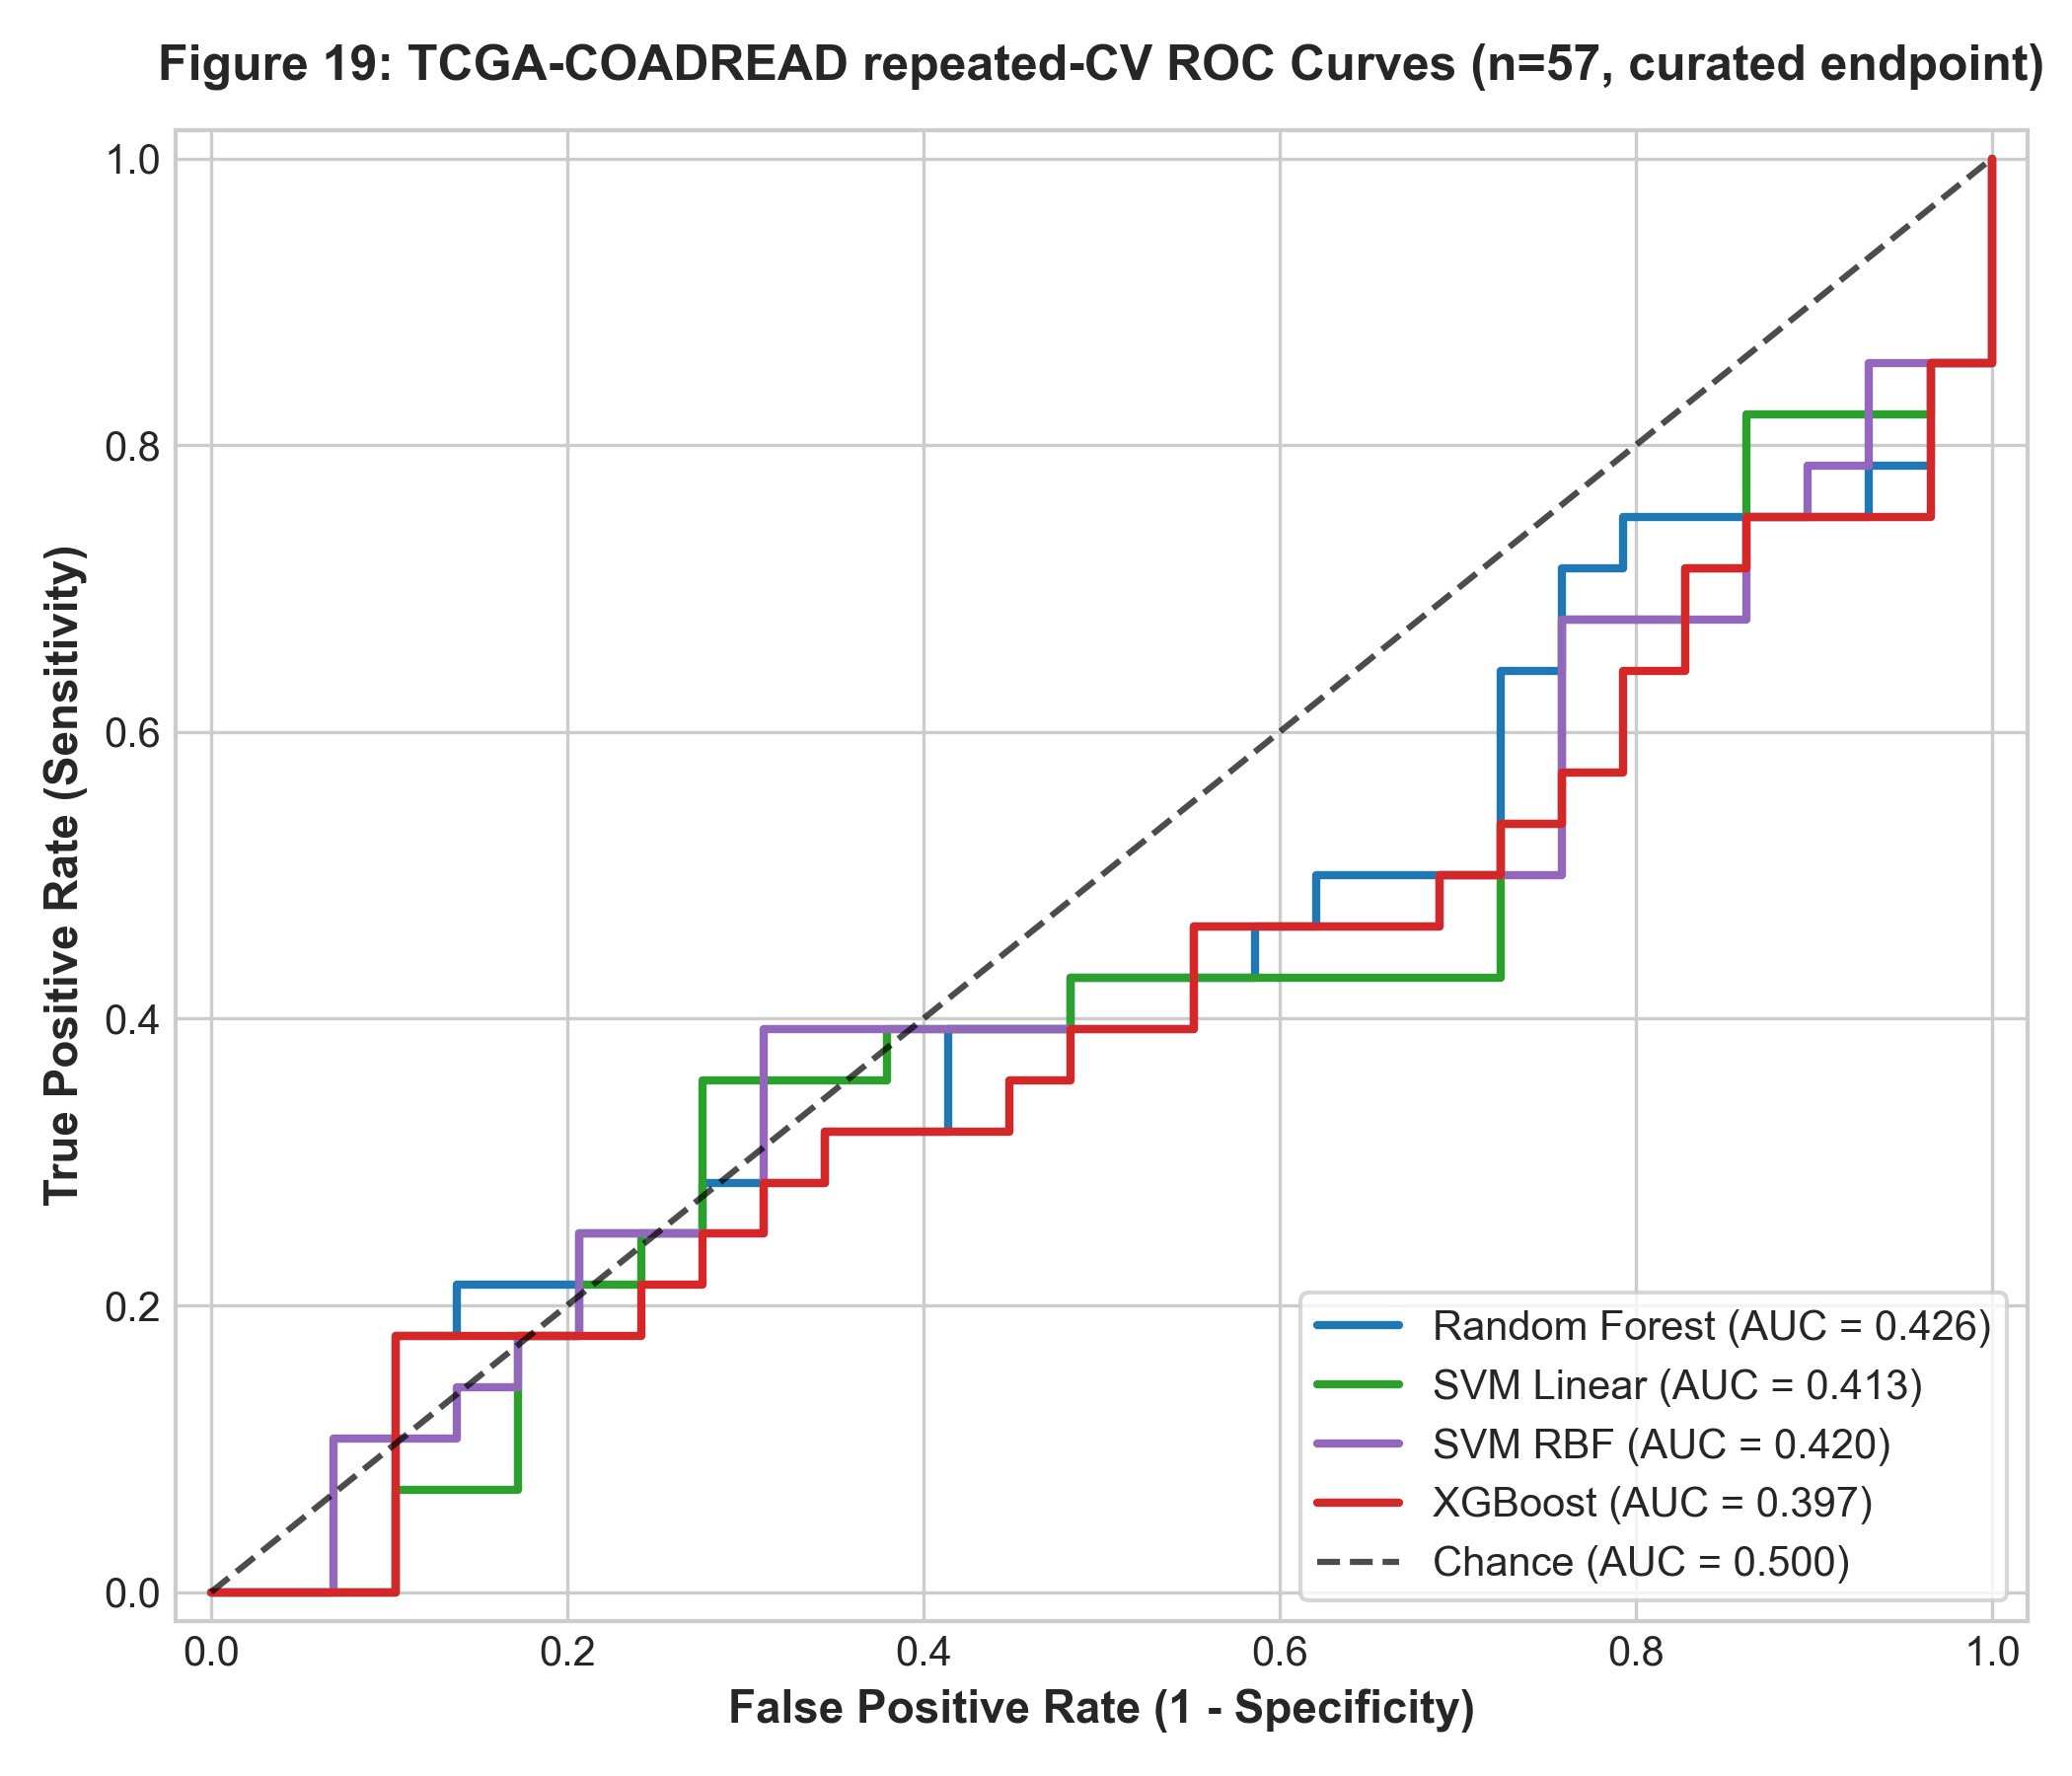 Figure 19: TCGA-COADREAD repeated-CV ROC Curves (n=57, curated endpoint)
True Positive Rate (Sensitivity)
1.0
0.8
0.6
0.4
0.2
0.0
Random Forest (AUC = 0.426)
SVM Linear (AUC = 0.413)
SVM RBF (AUC = 0.420)
XGBoost (AUC = 0.397)
Chance (AUC = 0.500)
0.0 0.2 0.4 0.6 0.8 1.0
False Positive Rate (1 - Specificity)